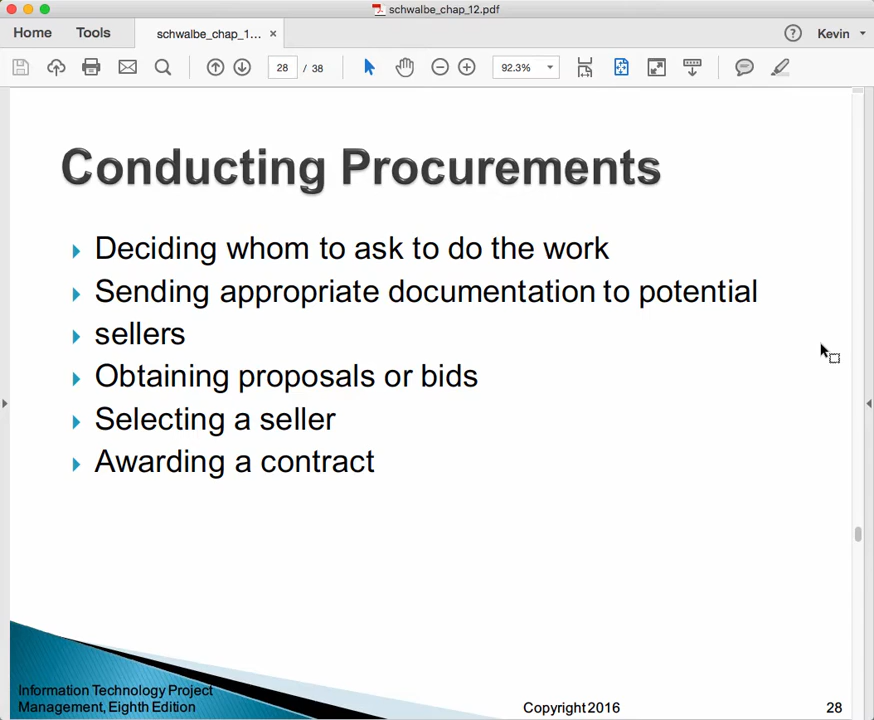 schwalbe_chap_12.pdf
Home Tools schwalbe_chap_1... × ? Kevin
28 / 38 92.3%
Conducting Procurements
Deciding whom to ask to do the work
Sending appropriate documentation to potential
sellers
Obtaining proposals or bids
Selecting a seller
Awarding a contract
Information Technology Project
Management, Eighth Edition Copyright 2016 28